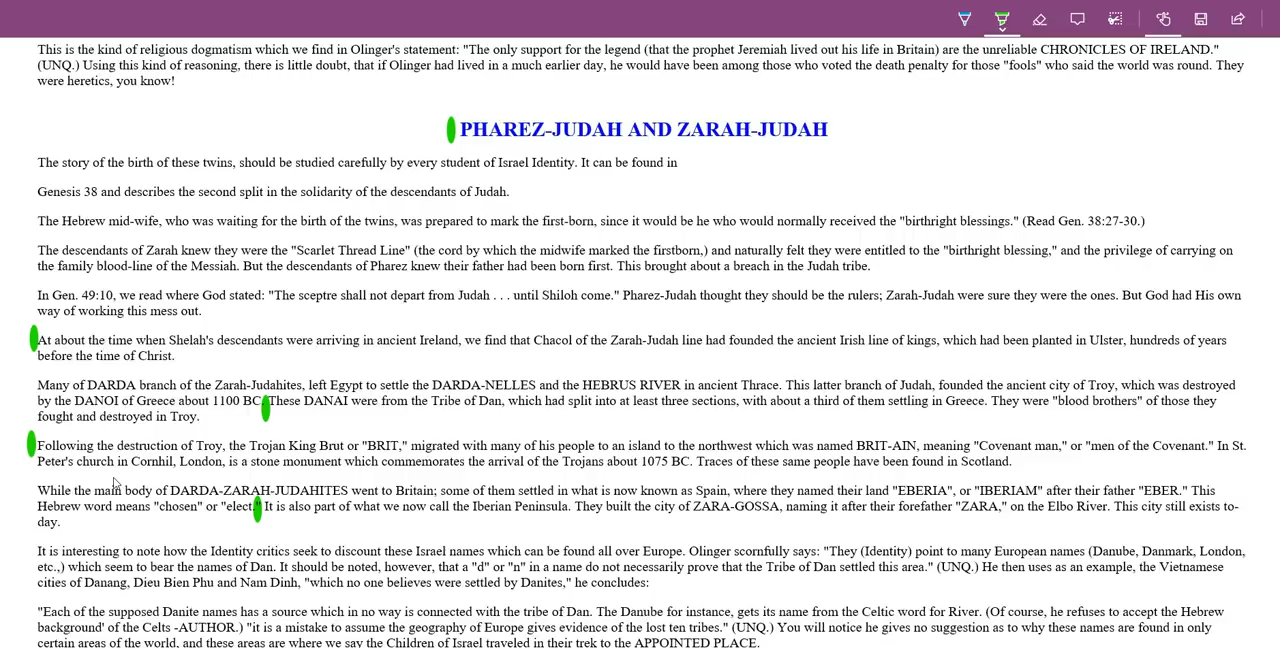 This is the kind of religious dogmatism which we find in Olinger's statement: "The only support for the legend (that the prophet Jeremiah lived out his life in Britain) are the unreliable CHRONICLES OF IRELAND."
(UNQ.) Using this kind of reasoning, there is little doubt, that if Olinger had lived in a much earlier day, he would have been among those who voted the death penalty for those "fools" who said the world was round. They
were heretics, you know!
PHAREZ-JUDAH AND ZARAH-JUDAH
The story of the birth of these twins, should be studied carefully by every student of Israel Identity. It can be found in
Genesis 38 and describes the second split in the solidarity of the descendants of Judah.
The Hebrew mid-wife, who was waiting for the birth of the twins, was prepared to mark the first-born, since it would be he who would normally received the "birthright blessings." (Read Gen. 38:27-30.)
The descendants of Zarah knew they were the "Scarlet Thread Line" (the cord by which the midwife marked the firstborn,) and naturally felt they were entitled to the "birthright blessing," and the privilege of carrying on
the family blood-line of the Messiah. But the descendants of Pharez knew their father had been born first. This brought about a breach in the Judah tribe.
In Gen. 49:10, we read where God stated: "The sceptre shall not depart from Judah . . . until Shiloh come." Pharez-Judah thought they should be the rulers; Zarah-Judah were sure they were the ones. But God had His own
way of working this mess out.
At about the time when Shelah's descendants were arriving in ancient Ireland, we find that Chacol of the Zarah-Judah line had founded the ancient Irish line of kings, which had been planted in Ulster, hundreds of years
before the time of Christ.
Many of DARDA branch of the Zarah-Judahites, left Egypt to settle the DARDA-NELLES and the HEBRUS RIVER in ancient Thrace. This latter branch of Judah, founded the ancient city of Troy, which was destroyed
by the DANOI of Greece about 1100 BC. These DANAI were from the Tribe of Dan, which had split into at least three sections, with about a third of them settling in Greece. They were "blood brothers" of those they
fought and destroyed in Troy.
Following the destruction of Troy, the Trojan King Brut or "BRIT," migrated with many of his people to an island to the northwest which was named BRIT-AIN, meaning "Covenant man," or "men of the Covenant." In St.
Peter's church in Cornhil, London, is a stone monument which commemorates the arrival of the Trojans about 1075 BC. Traces of these same people have been found in Scotland.
While the main body of DARDA-ZARAH-JUDAHITES went to Britain; some of them settled in what is now known as Spain, where they named their land "EBERIA", or "IBERIAM" after their father "EBER." This
Hebrew word means "chosen" or "elect." It is also part of what we now call the Iberian Peninsula. They built the city of ZARA-GOSSA, naming it after their forefather "ZARA," on the Elbo River. This city still exists to-
day.
It is interesting to note how the Identity critics seek to discount these Israel names which can be found all over Europe. Olinger scornfully says: "They (Identity) point to many European names (Danube, Danmark, London,
etc.,) which seem to bear the names of Dan. It should be noted, however, that a "d" or "n" in a name do not necessarily prove that the Tribe of Dan settled this area." (UNQ.) He then uses as an example, the Vietnamese
cities of Danang, Dieu Bien Phu and Nam Dinh, "which no one believes were settled by Danites," he concludes:
"Each of the supposed Danite names has a source which in no way is connected with the tribe of Dan. The Danube for instance, gets its name from the Celtic word for River. (Of course, he refuses to accept the Hebrew
background' of the Celts -AUTHOR.) "it is a mistake to assume the geography of Europe gives evidence of the lost ten tribes." (UNQ.) You will notice he gives no suggestion as to why these names are found in only
certain areas of the world, and these areas are where we say the Children of Israel traveled in their trek to the APPOINTED PLACE.